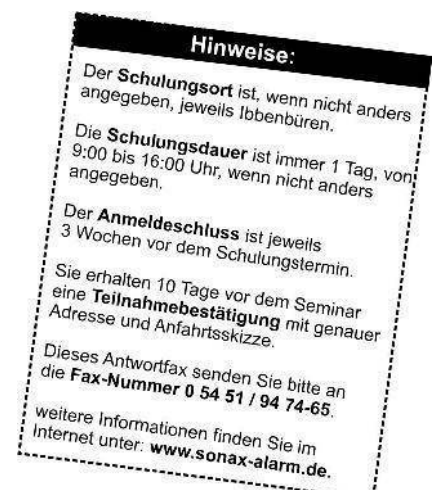 Hinweise:
Der Schulungsort ist, wenn nicht anders
angegeben, jeweils Ibbenbüren.
Die Schulungsdauer ist immer 1 Tag, von
9:00 bis 16:00 Uhr, wenn nicht anders
angegeben.
Der Anmeldeschluss ist jeweils
3 Wochen vor dem Schulungstermin.
Sie erhalten 10 Tage vor dem Seminar
eine Teilnahmebestätigung mit genauer
Adresse und Anfahrtsskizze.
Dieses Antwortfax senden Sie bitte an
die Fax-Nummer 0 54 51 / 94 74-65.
weitere Informationen finden Sie im
Internet unter: www.sonax-alarm.de.